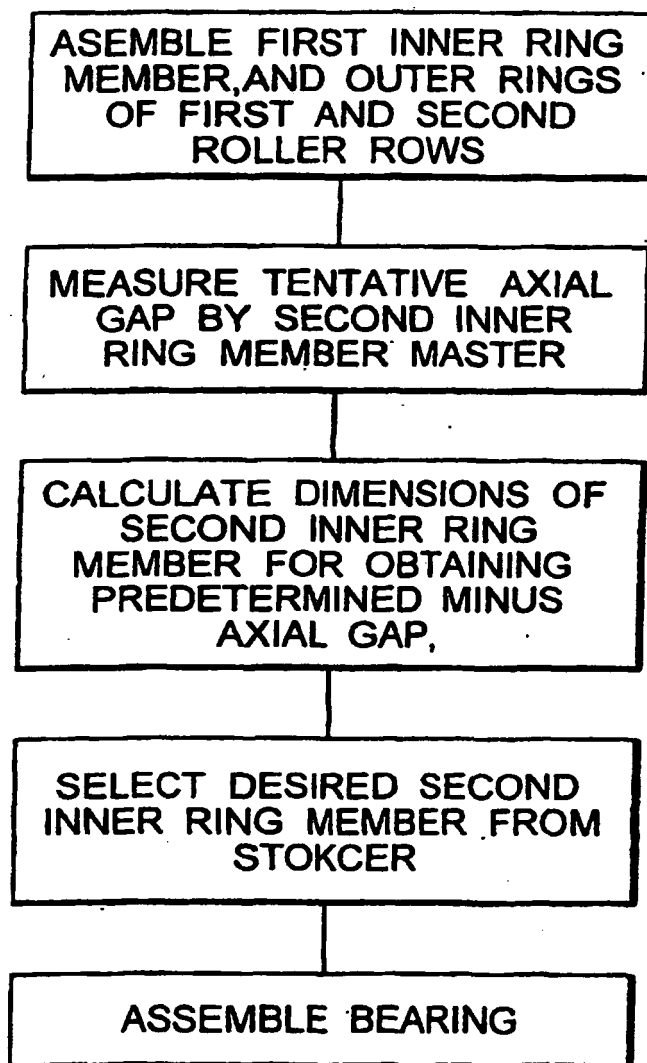 ASEMBLE FIRST INNER RING
MEMBER,AND OUTER RINGS
OF FIRST AND SECOND
ROLLER ROWS
MEASURE TENTATIVE AXIAL
GAP BY SECOND INNER
RING MEMBER MASTER
CALCULATE DIMENSIONS OF
SECOND INNER RING
MEMBER FOR OBTAINING
PREDETERMINED MINUS
AXIAL GAP,
SELECT DESIRED SECOND
INNER RING MEMBER FROM
STOKCER
ASSEMBLE BEARING